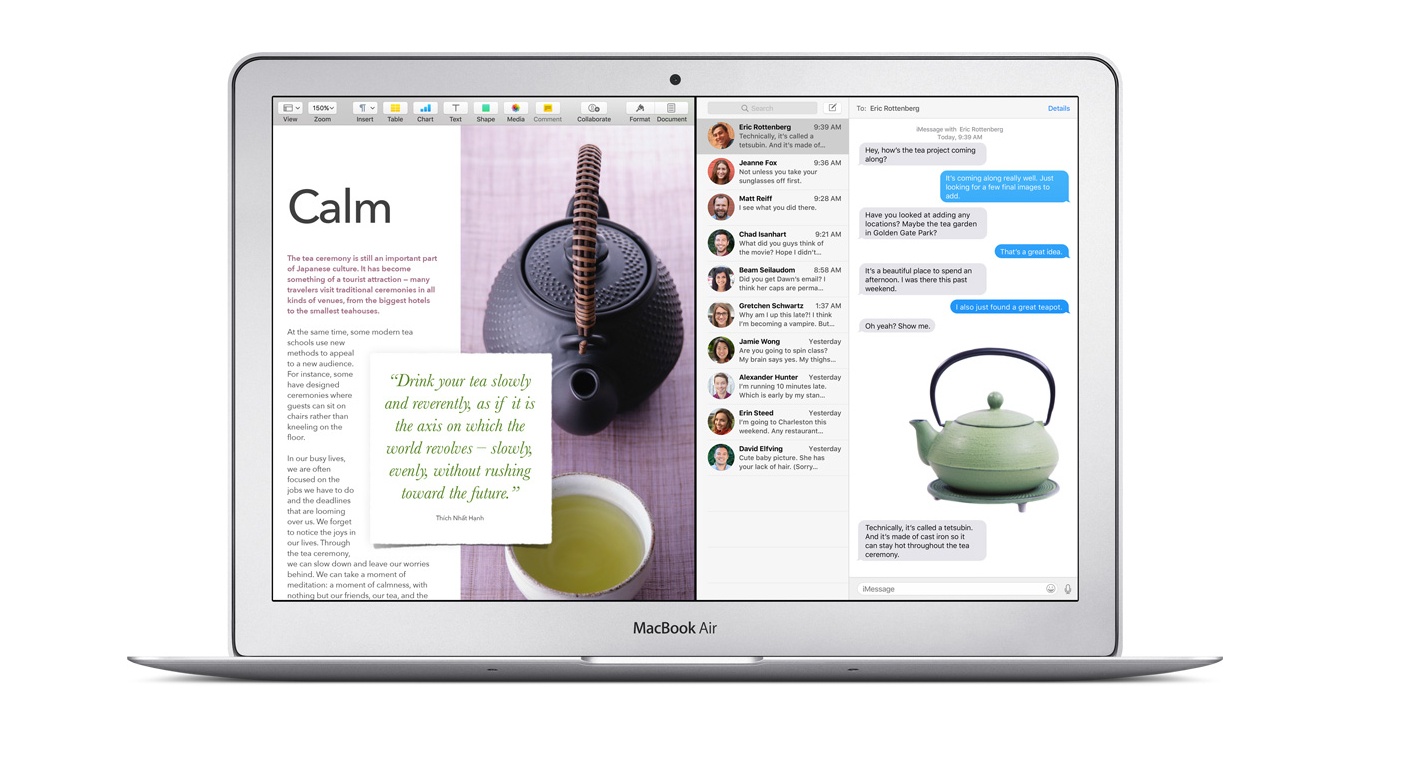 View
150%
Zoom
Insert
Table
Chart
T
Text
Shape
Media
Comment
Collaborate
Format
Document
Calm
The tea ceremony is still an important part
of Japanese culture. It has become
something of a tourist attraction – many
travelers visit traditional ceremonies in all
kinds of venues, from the biggest hotels
to the smallest teahouses.
At the same time, some modern tea
schools use new
methods to appeal
to a new audience.
For instance, some
have designed
ceremonies where
guests can sit on
chairs rather than
kneeling on the
floor.
In our busy lives,
we are often
focused on the
jobs we have to do
and the deadlines
that are looming
over us. We forget
to notice the joys in
our lives. Through
the tea ceremony,
we can slow down and leave our worries
behind. We can take a moment of
meditation: a moment of calmness, with
nothing but our friends, our tea, and the
“Drink your tea slowly
and reverently, as if it is
the axis on which the
world revolves – slowly,
evenly, without rushing
toward the future.”
Thich Nhất Hạnh
Search
Eric Rottenberg 9:39 AM
Technically, it's called a
tetsubin. And it's made of...
Jeanne Fox 9:36 AM
Not unless you take your
sunglasses off first.
Matt Reiff 9:28 AM
I see what you did there.
Chad Isanhart 9:21 AM
What did you guys think of
the movie? Hope I didn't...
Beam Seilaudom 8:58 AM
Did you get Dawn's email? I
think her caps are perma...
Gretchen Schwartz 1:37 AM
Why am I up this late?! I think
I'm becoming a vampire. But...
Jamie Wong Yesterday
Are you going to spin class?
My brain says yes. My thighs...
Alexander Hunter Yesterday
I'm running 10 minutes late.
Which is early by my stan...
Erin Steed Yesterday
I'm going to Charleston this
weekend. Any restaurant...
David Elfving Yesterday
Cute baby picture. She has
your lack of hair. (Sorry...
To: Eric Rottenberg Details
iMessage with Eric Rottenberg
Today, 9:39 AM
Hey, how's the tea project coming
along?
It's coming along really well. Just
looking for a few final images to
add.
Have you looked at adding any
locations? Maybe the tea garden
in Golden Gate Park?
That's a great idea.
It's a beautiful place to spend an
afternoon. I was there this past
weekend.
I also just found a great teapot.
Oh yeah? Show me.
Technically, it's called a tetsubin.
And it's made of cast iron so it
can stay hot throughout the tea
ceremony.
iMessage
MacBook Air